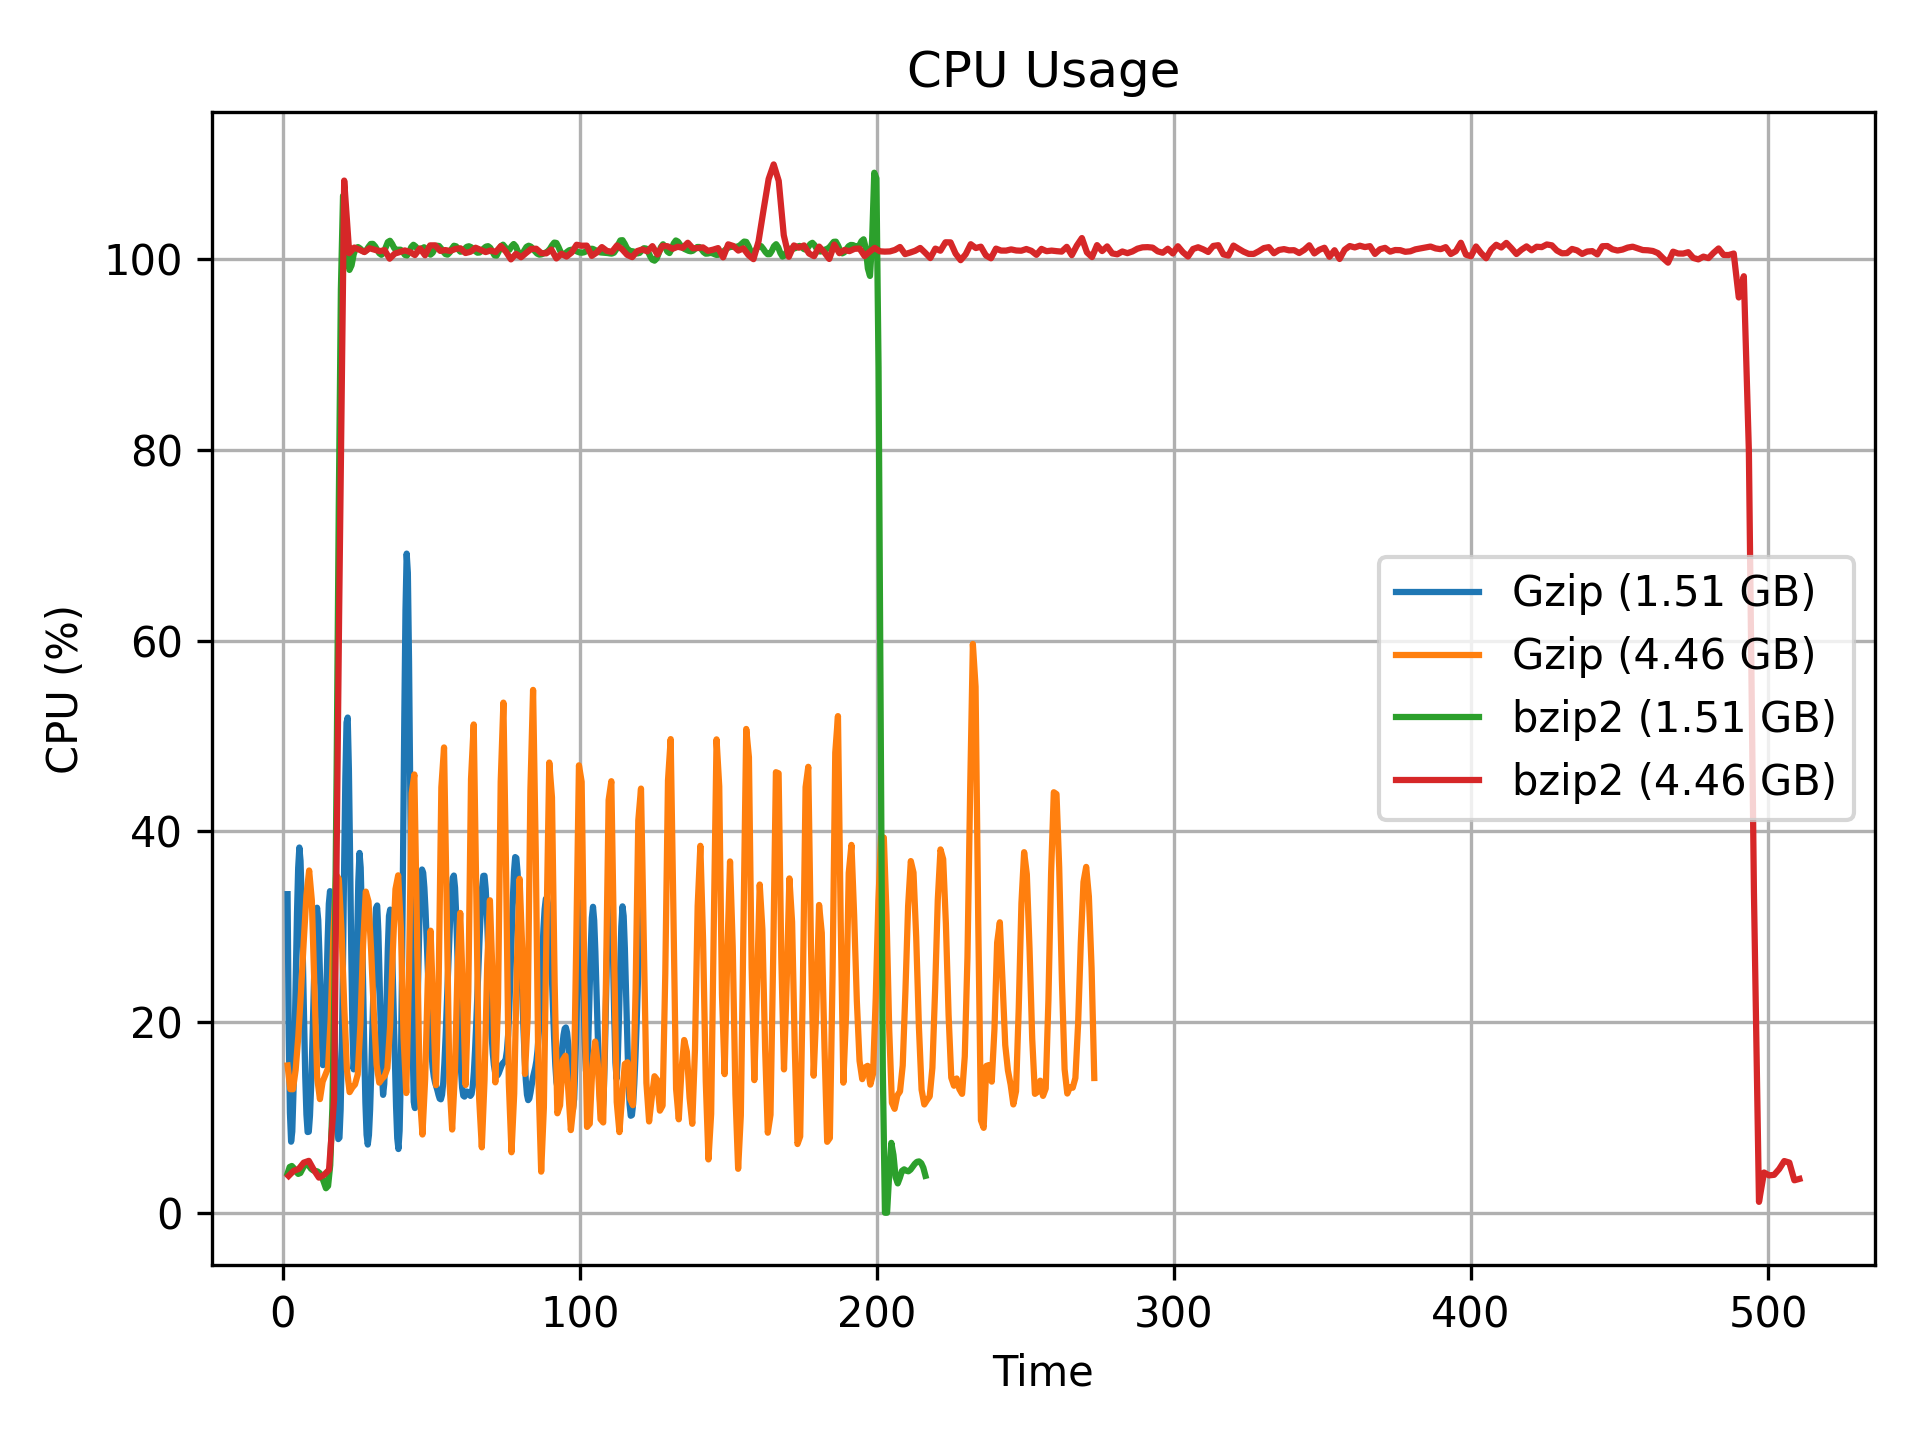 CPU Usage
CPU (%)
100
80
60
40
20
0
Gzip (1.51 GB)
Gzip (4.46 GB)
bzip2 (1.51 GB)
bzip2 (4.46 GB)
0 100 200 300 400 500
Time